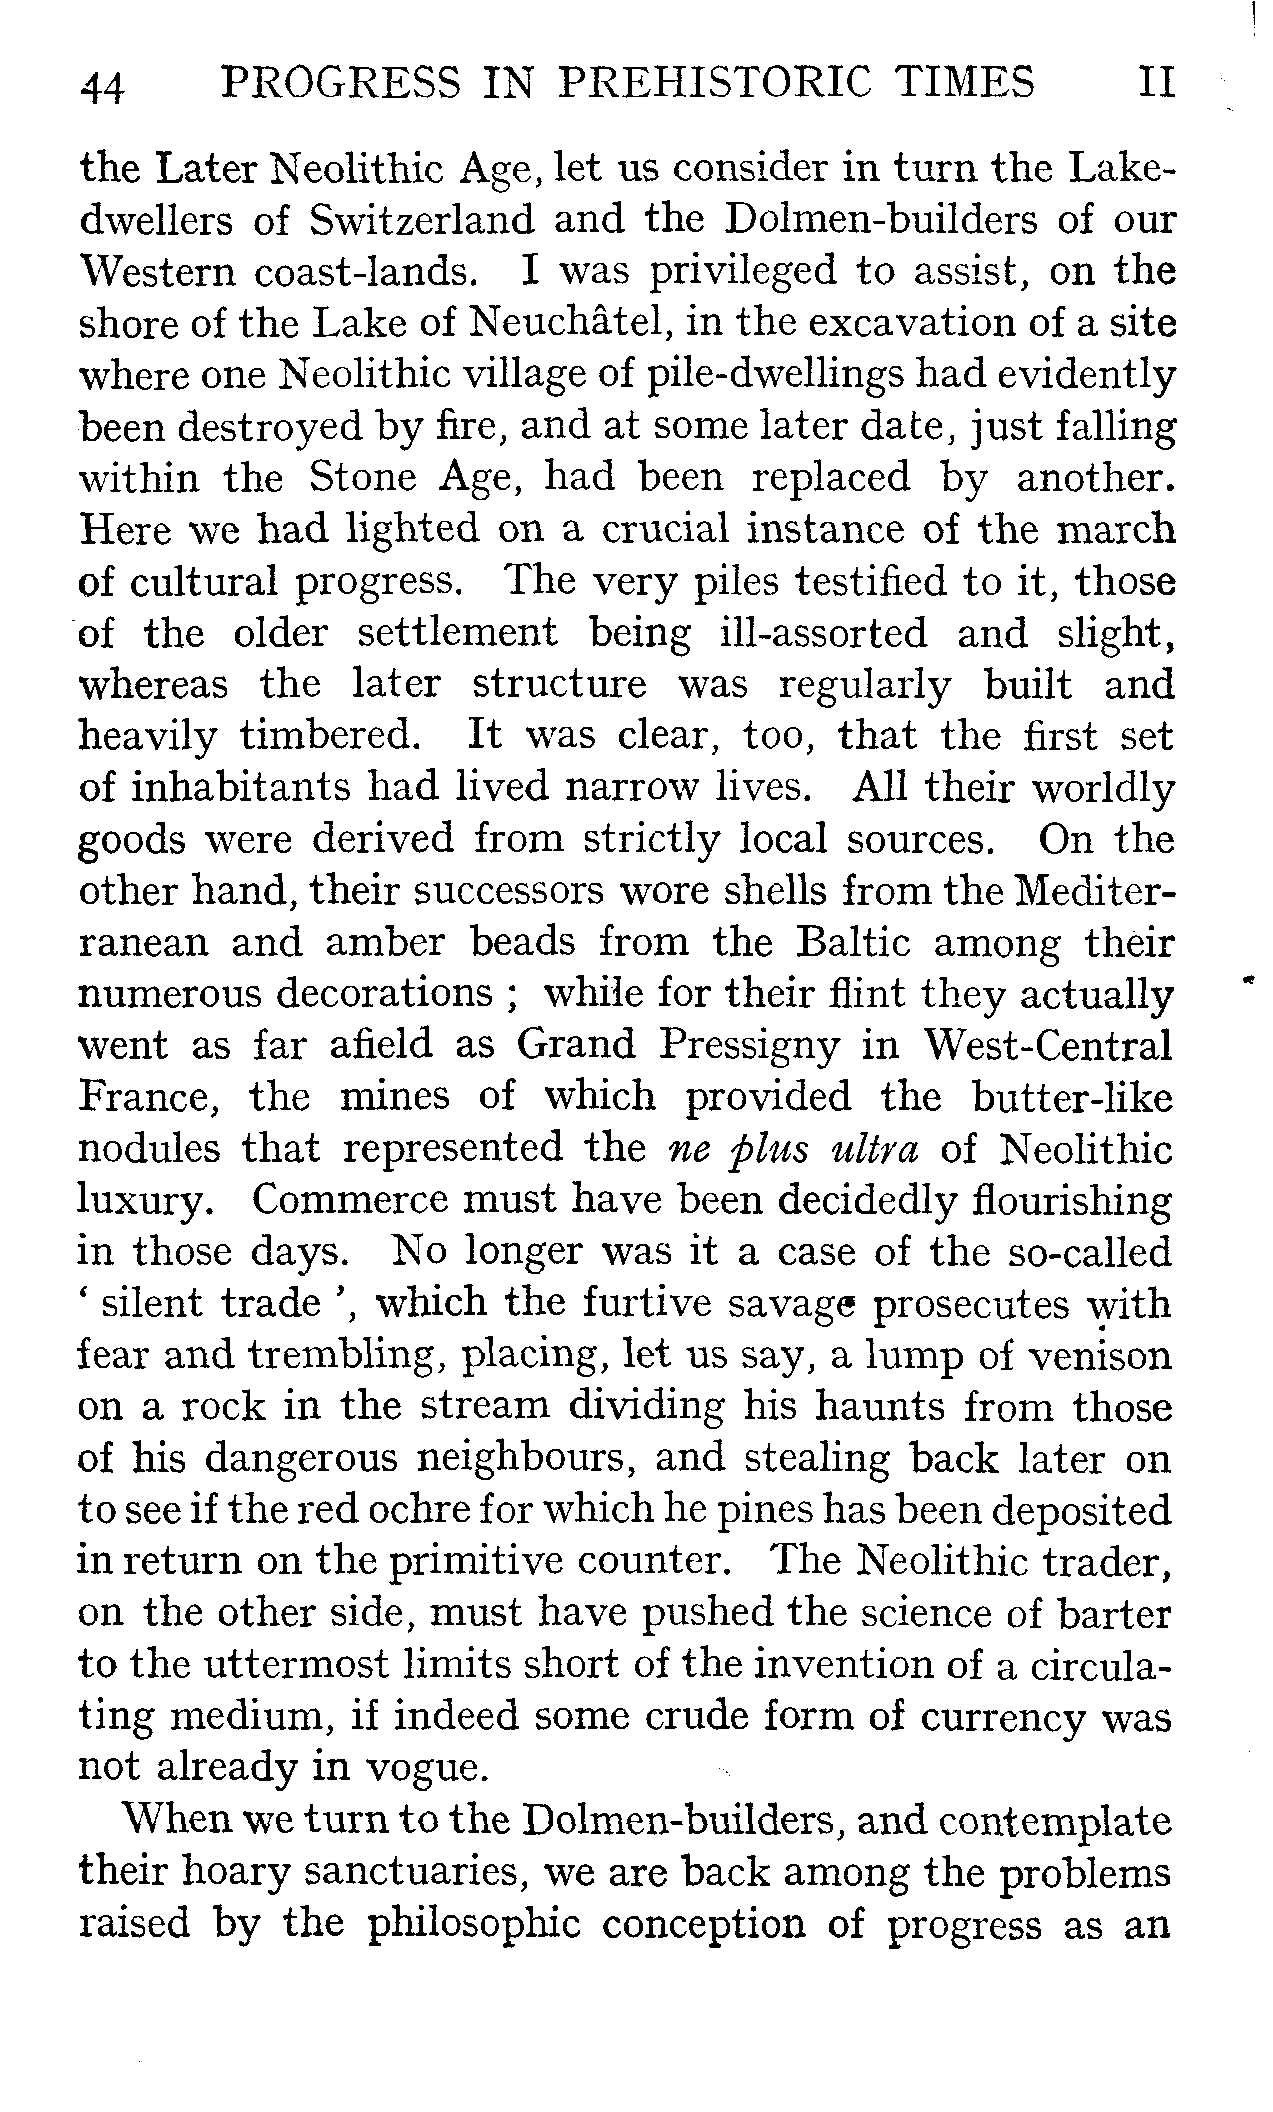 44 PROGRESS IN PREHISTORIC TIMES II
the Later Neolithic Age, let us consider in turn the Lake-
dwellers of Switzerland and the Dolmen-builders of our
Western coast-lands. I was privileged to assist, on the
shore of the Lake of Neuchâtel, in the excavation of a site
where one Neolithic village of pile-dwellings had evidently
been destroyed by fire, and at some later date, just falling
within the Stone Age, had been replaced by another.
Here we had lighted on a crucial instance of the march
of cultural progress. The very piles testified to it, those
of the older settlement being ill-assorted and slight,
whereas the later structure was regularly built and
heavily timbered. It was clear, too, that the first set
of inhabitants had lived narrow lives. All their worldly
goods were derived from strictly local sources. On the
other hand, their successors wore shells from the Mediter-
ranean and amber beads from the Baltic among their
numerous decorations ; while for their flint they actually
went as far afield as Grand Pressigny in West-Central
France, the mines of which provided the butter-like
nodules that represented the ne plus ultra of Neolithic
luxury. Commerce must have been decidedly flourishing
in those days. No longer was it a case of the so-called
‘ silent trade ’, which the furtive savage prosecutes with
fear and trembling, placing, let us say, a lump of venison
on a rock in the stream dividing his haunts from those
of his dangerous neighbours, and stealing back later on
to see if the red ochre for which he pines has been deposited
in return on the primitive counter. The Neolithic trader,
on the other side, must have pushed the science of barter
to the uttermost limits short of the invention of a circula-
ting medium, if indeed some crude form of currency was
not already in vogue.
When we turn to the Dolmen-builders, and contemplate
their hoary sanctuaries, we are back among the problems
raised by the philosophic conception of progress as an